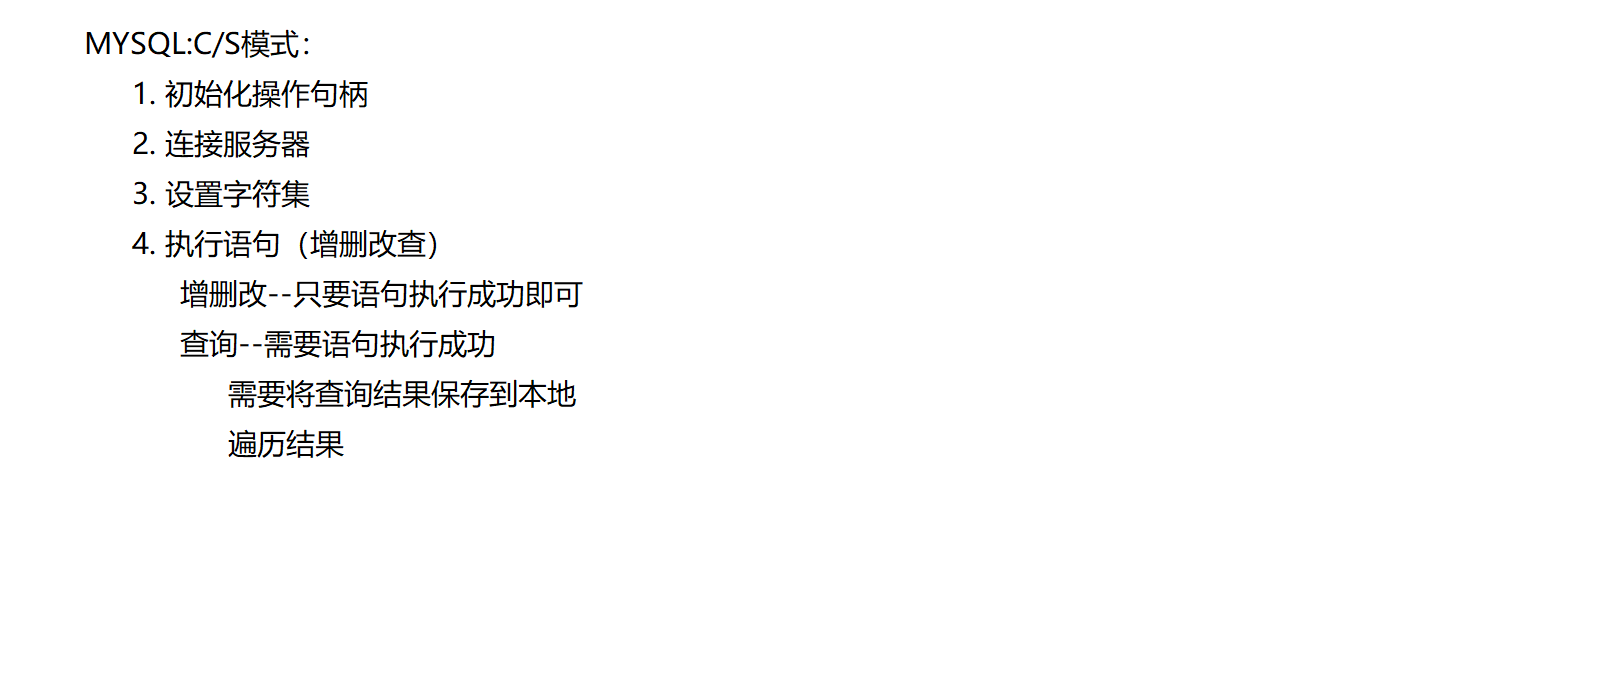 MYSQL:C/S模式：
1. 初始化操作句柄
2. 连接服务器
3. 设置字符集
4. 执行语句（增删改查）
增删改--只要语句执行成功即可
查询--需要语句执行成功
需要将查询结果保存到本地
遍历结果